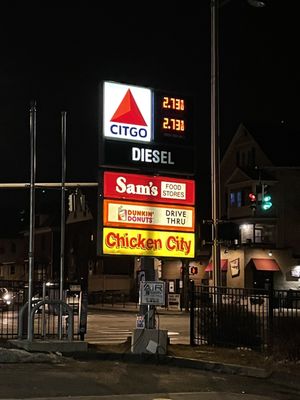 CITGO
2.73
2.73
DIESEL
Sam's FOOD STORES
DUNKIN' DONUTS DRIVE THRU
Chicken City